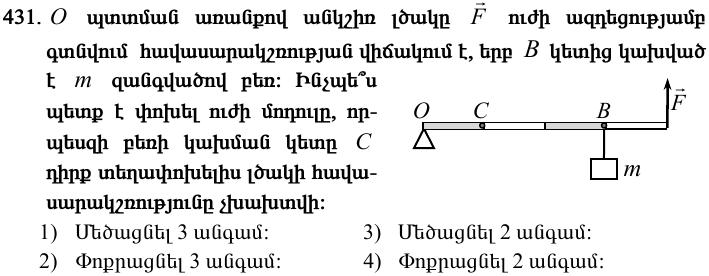 431. O պտտման առանցքով անկշիռ լծակը F⃗ ուժի ազդեցությամբ
գտնվում հավասարակշռության վիճակում է, երբ B կետից կախված
է m զանգվածով բեռ: Ինչպե՞ս
պետք է փոխել ուժի մոդուլը, որ-
պեսզի բեռի կախման կետը C
դիրք տեղափոխելիս լծակի հավա-
սարակշռությունը չխախտվի:
O C B F⃗
m
1) Մեծացնել 3 անգամ: 3) Մեծացնել 2 անգամ:
2) Փոքրացնել 3 անգամ: 4) Փոքրացնել 2 անգամ: